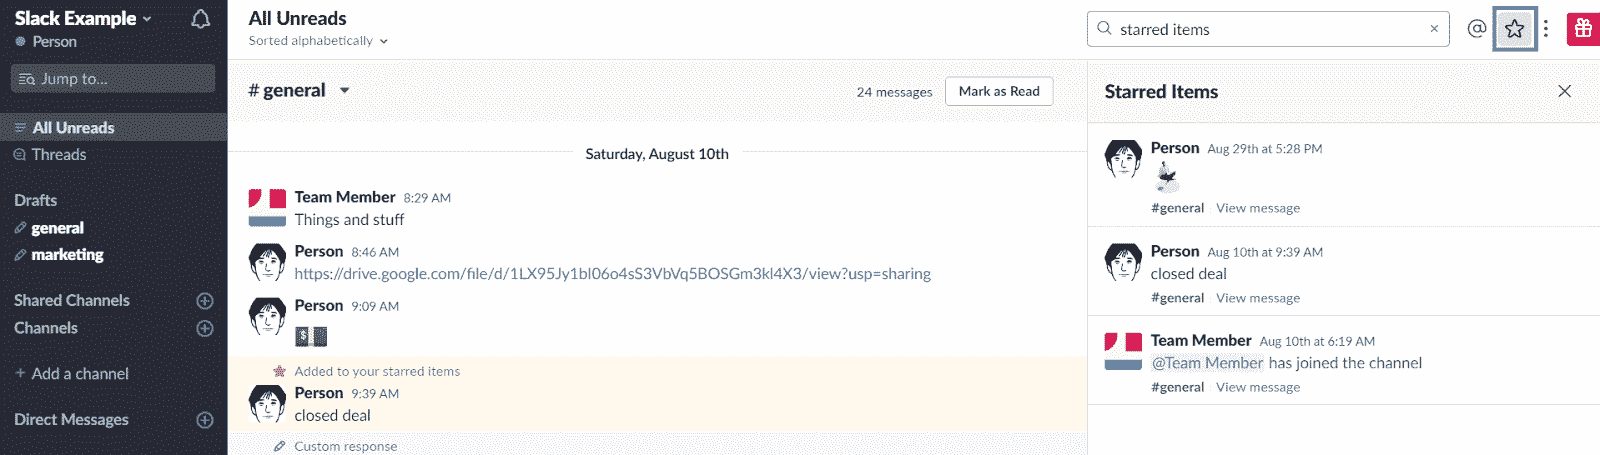 Slack Example
Person
Jump to...
All Unreads
Threads
Drafts
general
marketing
Shared Channels
Channels
+ Add a channel
Direct Messages
All Unreads
Sorted alphabetically
starred items
# general
24 messages
Mark as Read
Saturday, August 10th
Team Member 8:29 AM
Things and stuff
Person 8:46 AM
https://drive.google.com/file/d/1LX95Jy1bl06o4sS3VbVq5BOSGm3kl4X3/view?usp=sharing
Person 9:09 AM
Added to your starred items
Person 9:39 AM
closed deal
Custom response
Starred Items
Person Aug 29th at 5:28 PM
#general View message
Person Aug 10th at 9:39 AM
closed deal
#general View message
Team Member Aug 10th at 6:19 AM
@Team Member has joined the channel
#general View message